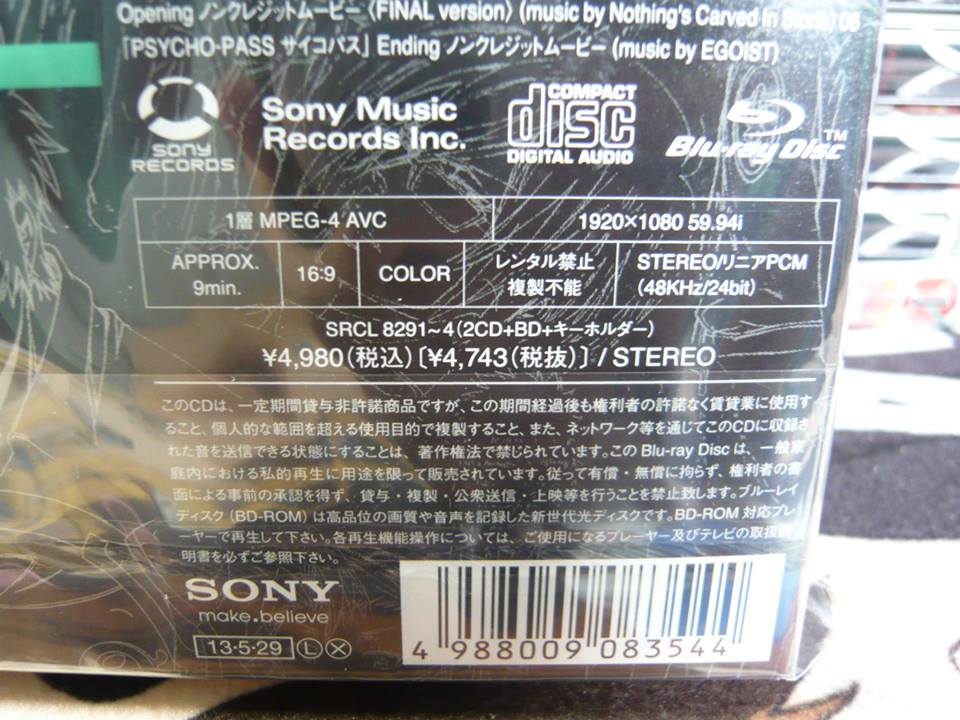 Opening ノンクレジットムービー〈FINAL version〉(music by Nothing's Carved In Stone) 06
「PSYCHO-PASS サイコパス」Ending ノンクレジットムービー (music by EGOIST)
SONY RECORDS
Sony Music
Records Inc.
COMPACT
disc
DIGITAL AUDIO
Blu-ray Disc™
1層 MPEG-4 AVC
1920×1080 59.94i
APPROX.
9min.
16:9
COLOR
レンタル禁止
複製不能
STEREO/リニアPCM
(48KHz/24bit)
SRCL 8291~4(2CD+BD+キーホルダー)
¥4,980(税込)〔¥4,743(税抜)〕/ STEREO
このCDは、一定期間貸与非許諾商品ですが、この期間経過後も権利者の許諾なく賃貸業に使用す
ること、個人的な範囲を超える使用目的で複製すること、また、ネットワーク等を通じてこのCDに収録さ
れた音を送信できる状態にすることは、著作権法で禁じられています。このBlu-ray Discは、一般家
庭内における私的再生に用途を限って販売されています。従って有償・無償に拘らず、権利者の書
面による事前の承認を得ず、貸与・複製・公衆送信・上映等を行うことを禁止致します。ブルーレイ
ディスク(BD-ROM)は高品位の画質や音声を記録した新世代光ディスクです。BD-ROM対応プレ
ーヤーで再生して下さい。各再生機能操作については、ご使用になるプレーヤー及びテレビの取扱説
明書を必ずご参照下さい。
SONY
make.believe
13·5·29 Ⓛ Ⓧ
4 988009 083544